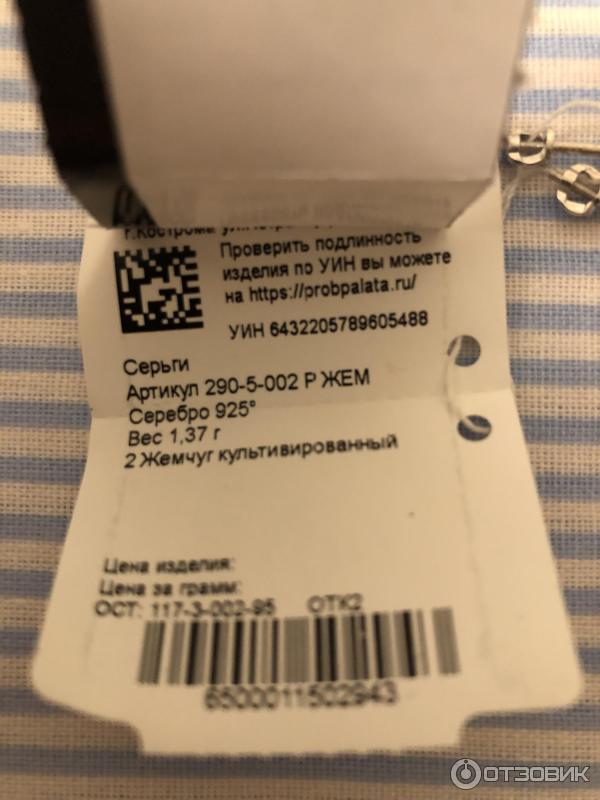 г.Кострома
Проверить подлинность
изделия по УИН вы можете
на https://probpalata.ru/
УИН 6432205789605488
Серьги
Артикул 290-5-002 Р ЖЕМ
Серебро 925°
Вес 1,37 г
2 Жемчуг культивированный
Цена изделия:
Цена за грамм:
ОСТ: 117-3-002-95 ОТК2
6500011502943
ОТЗОВИК